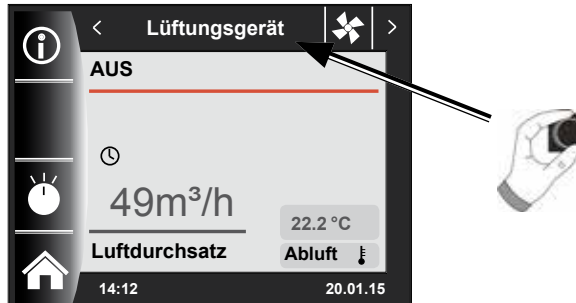 < Lüftungsgerät >
AUS
49m³/h
22.2 °C
Luftdurchsatz
Abluft
14:12 20.01.15